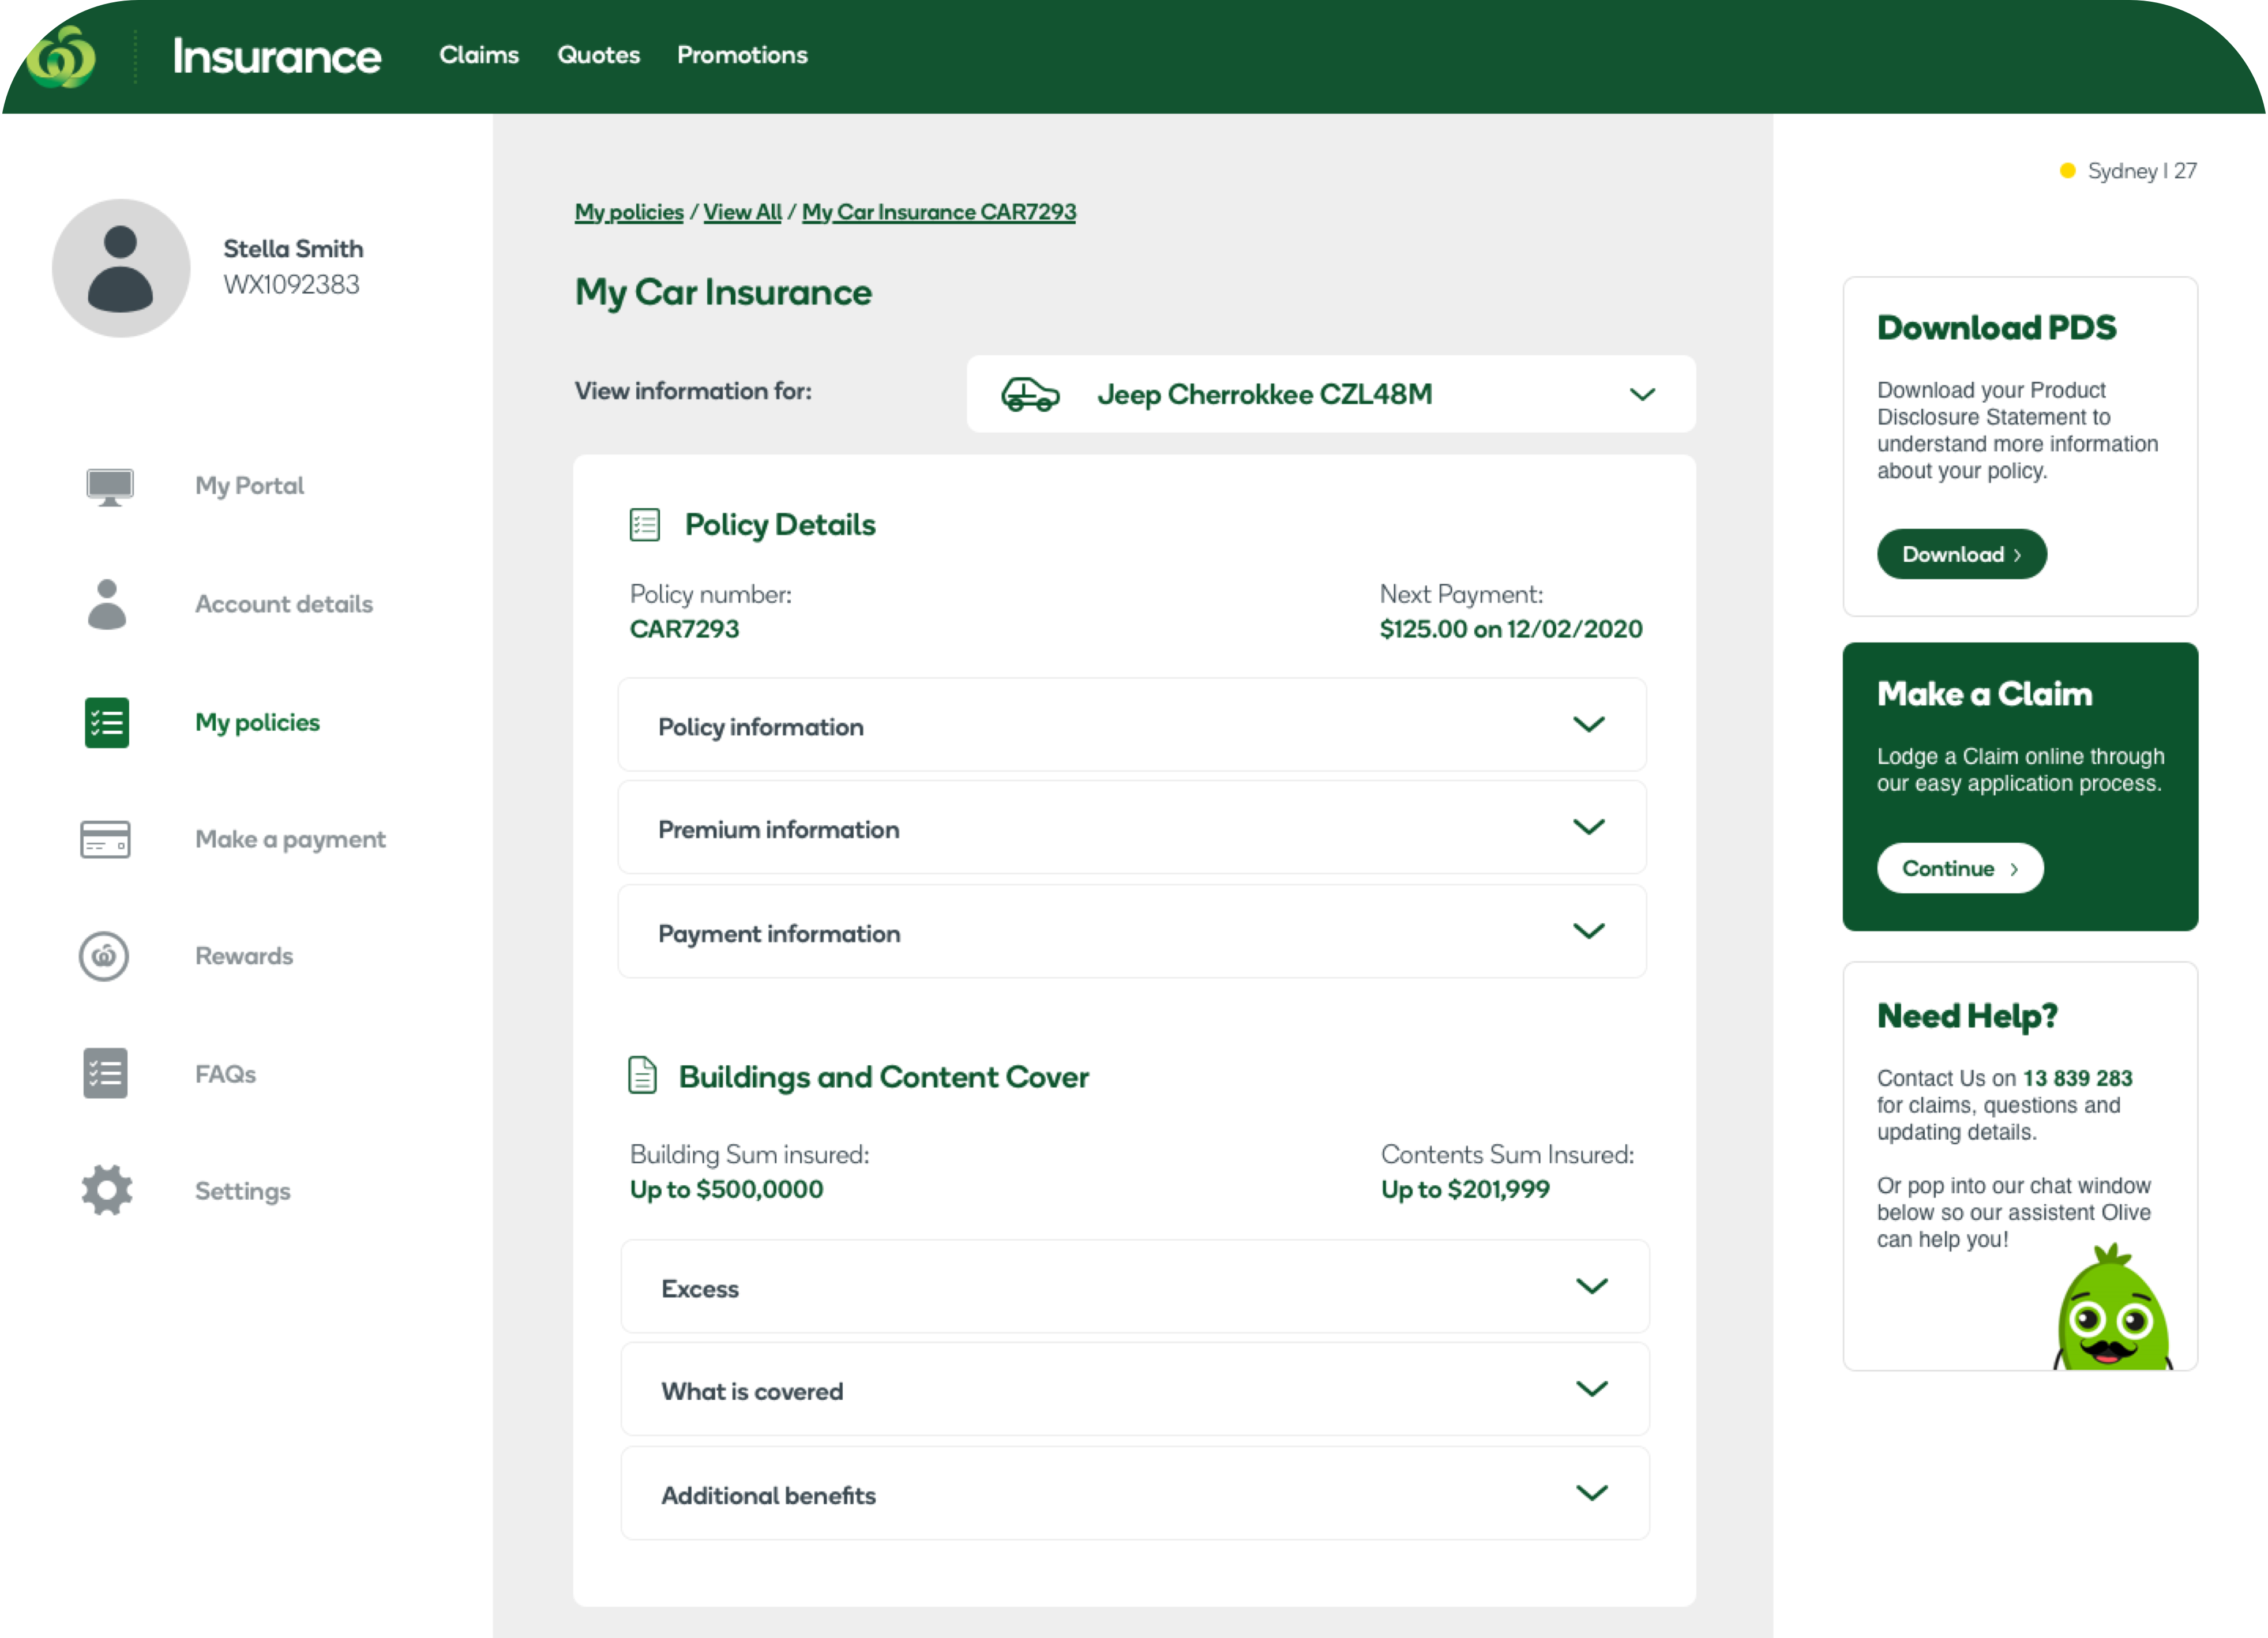 Insurance
Claims
Quotes
Promotions
Sydney | 27
Stella Smith
WX1092383
My Portal
Account details
My policies
Make a payment
Rewards
FAQs
Settings
My policies / View All / My Car Insurance CAR7293
My Car Insurance
View information for:
Jeep Cherrokkee CZL48M
Policy Details
Policy number:
CAR7293
Next Payment:
$125.00 on 12/02/2020
Policy information
Premium information
Payment information
Buildings and Content Cover
Building Sum insured:
Up to $500,0000
Contents Sum Insured:
Up to $201,999
Excess
What is covered
Additional benefits
Download PDS
Download your Product
Disclosure Statement to
understand more information
about your policy.
Download
Make a Claim
Lodge a Claim online through
our easy application process.
Continue
Need Help?
Contact Us on 13 839 283
for claims, questions and
updating details.
Or pop into our chat window
below so our assistent Olive
can help you!